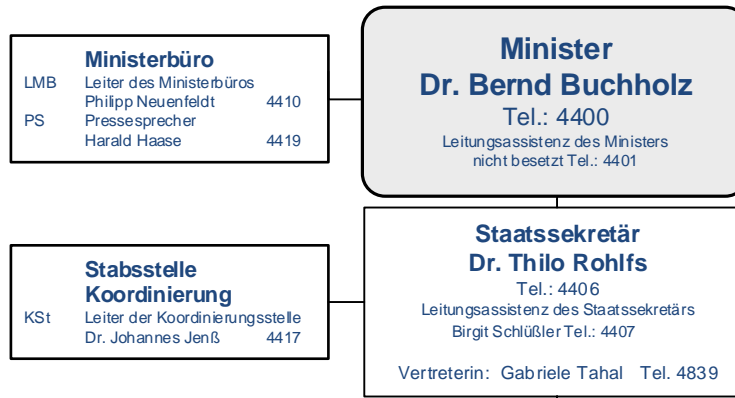 Ministerbüro
LMB Leiter des Ministerbüros
Philipp Neuenfeldt 4410
PS Pressesprecher
Harald Haase 4419
Minister
Dr. Bernd Buchholz
Tel.: 4400
Leitungsassistenz des Ministers
nicht besetzt Tel.: 4401
Stabsstelle
Koordinierung
KSt Leiter der Koordinierungsstelle
Dr. Johannes Jenß 4417
Staatssekretär
Dr. Thilo Rohlfs
Tel.: 4406
Leitungsassistenz des Staatssekretärs
Birgit Schlüßler Tel.: 4407
Vertreterin: Gabriele Tahal Tel. 4839